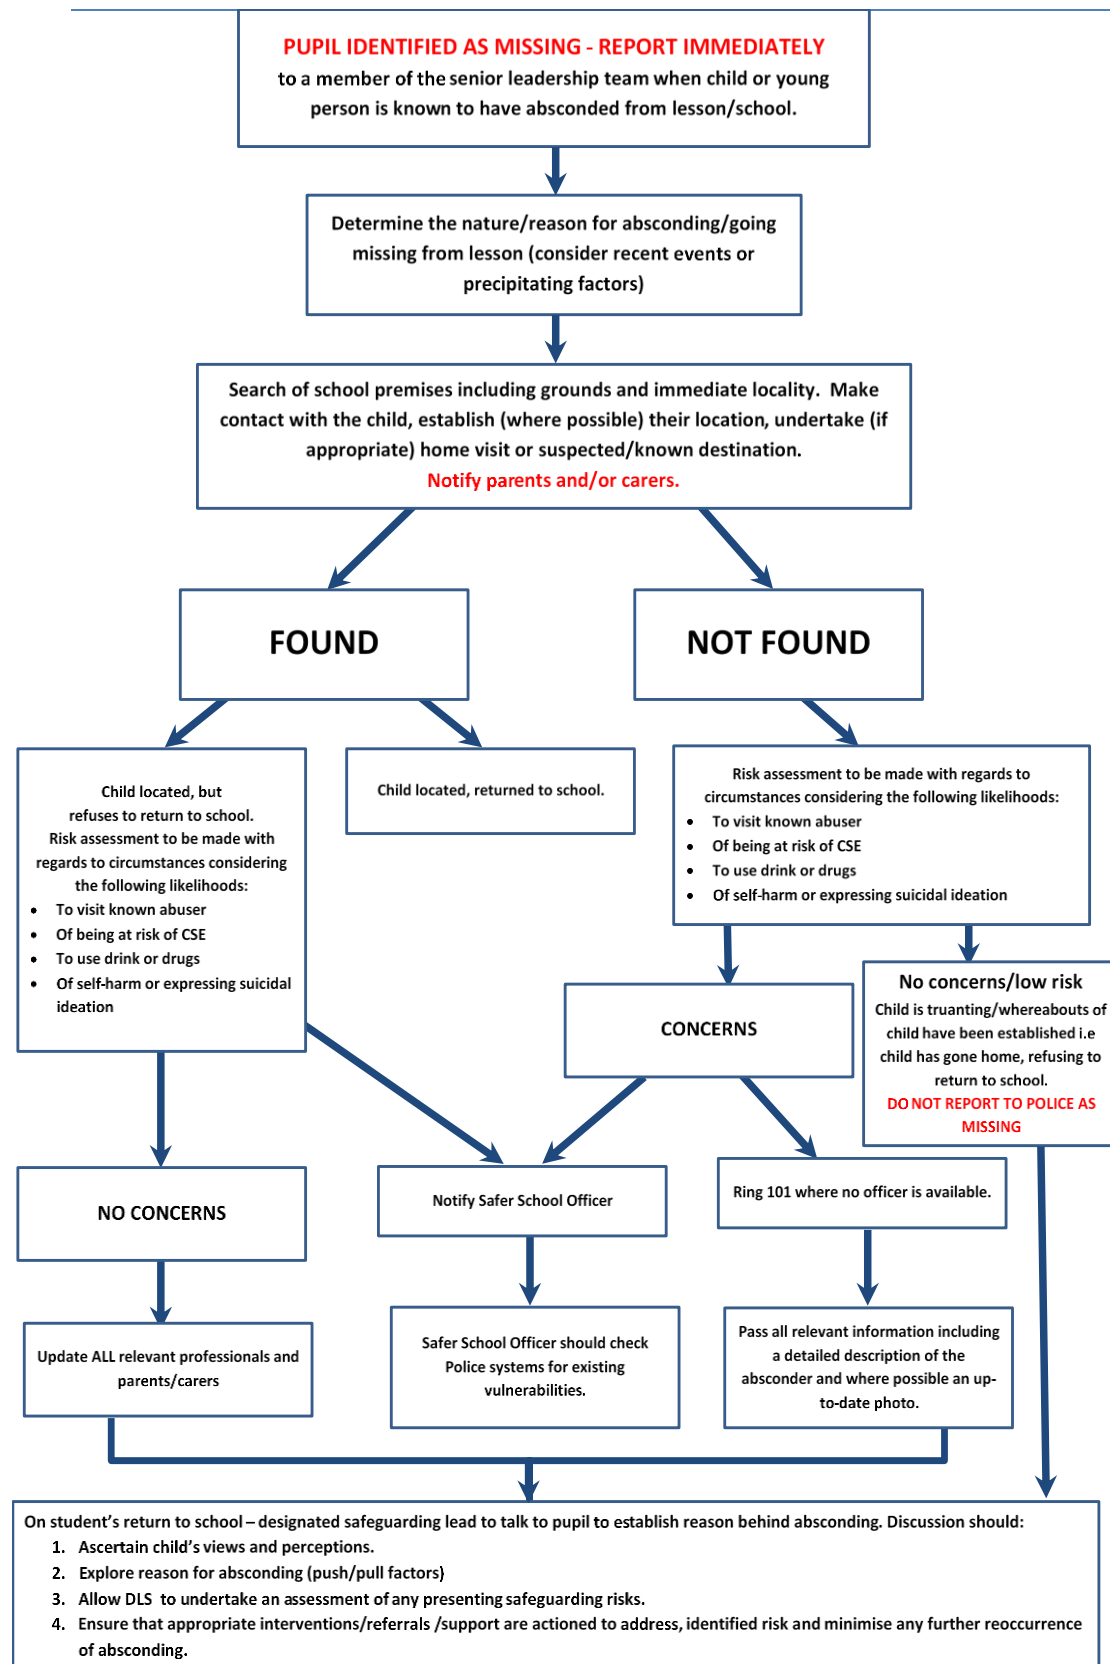 PUPIL IDENTIFIED AS MISSING - REPORT IMMEDIATELY
to a member of the senior leadership team when child or young
person is known to have absconded from lesson/school.
Determine the nature/reason for absconding/going
missing from lesson (consider recent events or
precipitating factors)
Search of school premises including grounds and immediate locality. Make
contact with the child, establish (where possible) their location, undertake (if
appropriate) home visit or suspected/known destination.
Notify parents and/or carers.
FOUND
NOT FOUND
Child located, but
refuses to return to school.
Risk assessment to be made with
regards to circumstances considering
the following likelihoods:
• To visit known abuser
• Of being at risk of CSE
• To use drink or drugs
• Of self-harm or expressing suicidal
ideation
Child located, returned to school.
Risk assessment to be made with regards to
circumstances considering the following likelihoods:
• To visit known abuser
• Of being at risk of CSE
• To use drink or drugs
• Of self-harm or expressing suicidal ideation
CONCERNS
No concerns/low risk
Child is truanting/whereabouts of
child have been established i.e
child has gone home, refusing to
return to school.
DO NOT REPORT TO POLICE AS
MISSING
NO CONCERNS
Notify Safer School Officer
Ring 101 where no officer is available.
Update ALL relevant professionals and
parents/carers
Safer School Officer should check
Police systems for existing
vulnerabilities.
Pass all relevant information including
a detailed description of the
absconder and where possible an up-
to-date photo.
On student's return to school – designated safeguarding lead to talk to pupil to establish reason behind absconding. Discussion should:
1. Ascertain child's views and perceptions.
2. Explore reason for absconding (push/pull factors)
3. Allow DLS to undertake an assessment of any presenting safeguarding risks.
4. Ensure that appropriate interventions/referrals /support are actioned to address, identified risk and minimise any further reoccurrence
of absconding.